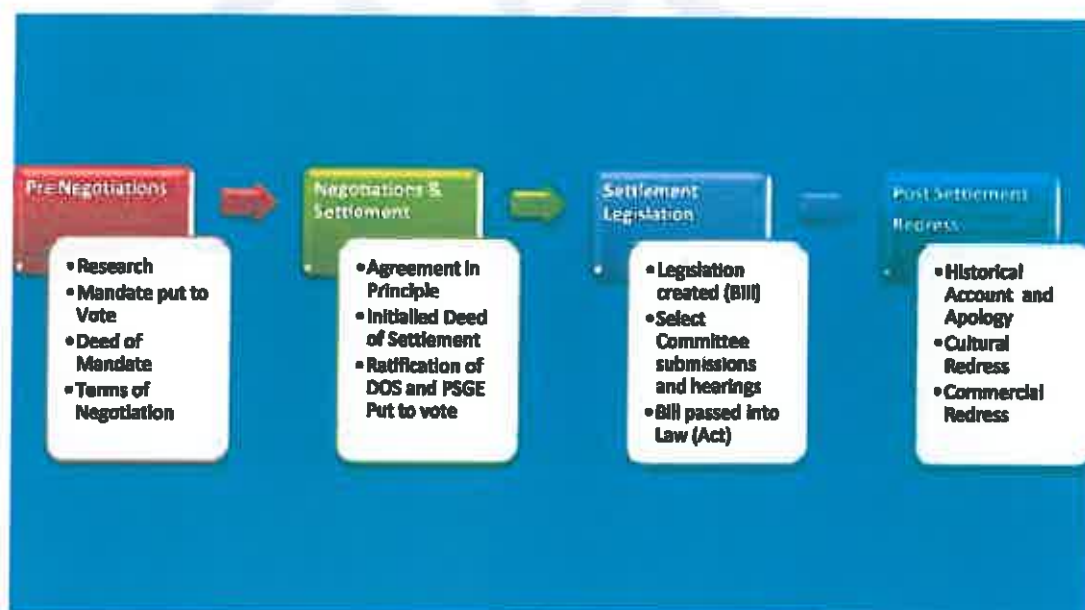 Pre Negotiations
• Research
• Mandate put to
Vote
• Deed of
Mandate
• Terms of
Negotiation
Negotiations &
Settlement
• Agreement in
Principle
• Initialled Deed
of Settlement
• Ratification of
DOS and PSGE
Put to vote
Settlement
Legislation
• Legislation
created (Bill)
• Select
Committee
submissions
and hearings
• Bill passed into
Law (Act)
Post Settlement
Redress
• Historical
Account and
Apology
• Cultural
Redress
• Commercial
Redress